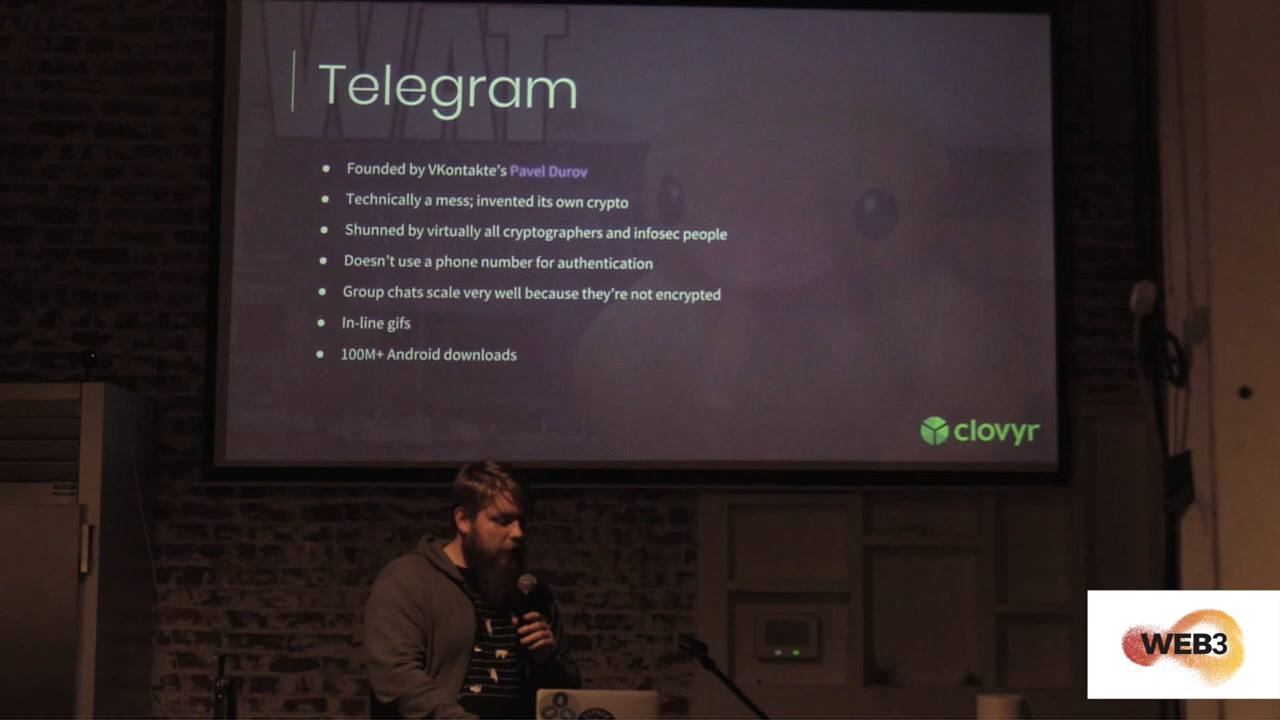 WAT
Telegram
Founded by VKontakte's Pavel Durov
Technically a mess; invented its own crypto
Shunned by virtually all cryptographers and infosec people
Doesn't use a phone number for authentication
Group chats scale very well because they're not encrypted
In-line gifs
100M+ Android downloads
clovyr
WEB3